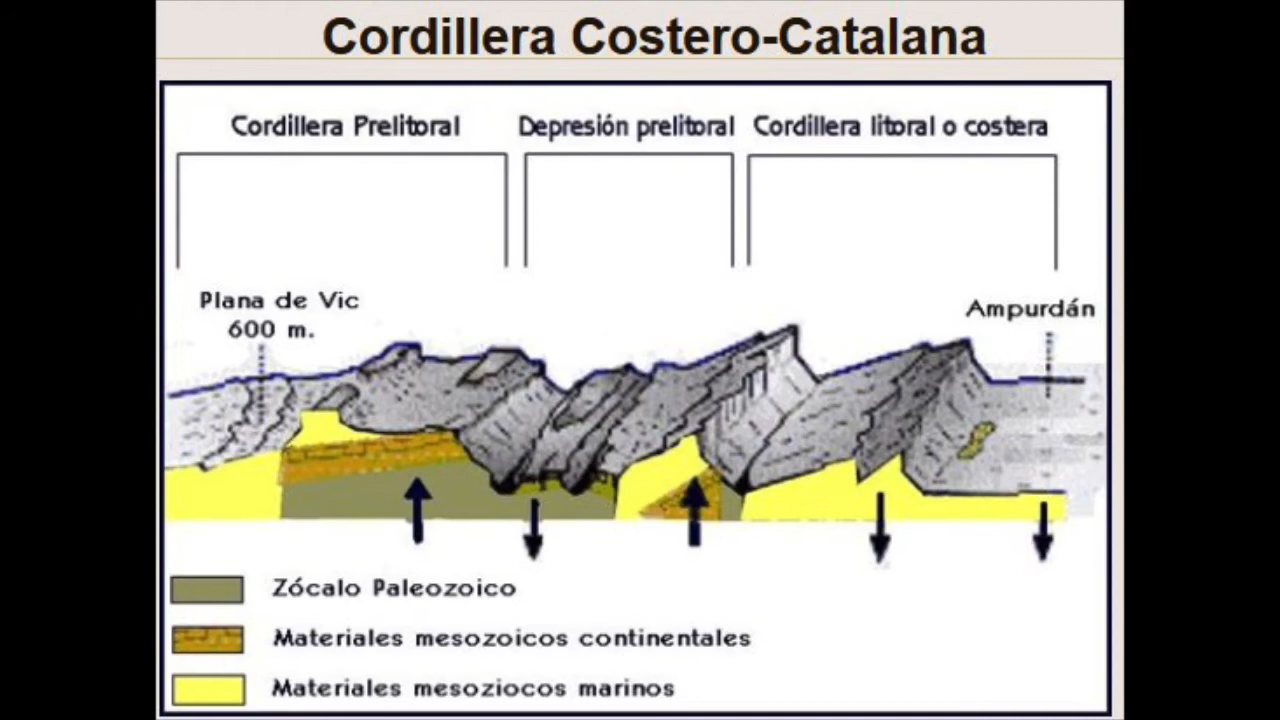 Cordillera Costero-Catalana
Cordillera Prelitoral
Depresión prelitoral
Cordillera litoral o costera
Plana de Vic
600 m.
Ampurdán
Zócalo Paleozoico
Materiales mesozoicos continentales
Materiales mesoziocos marinos